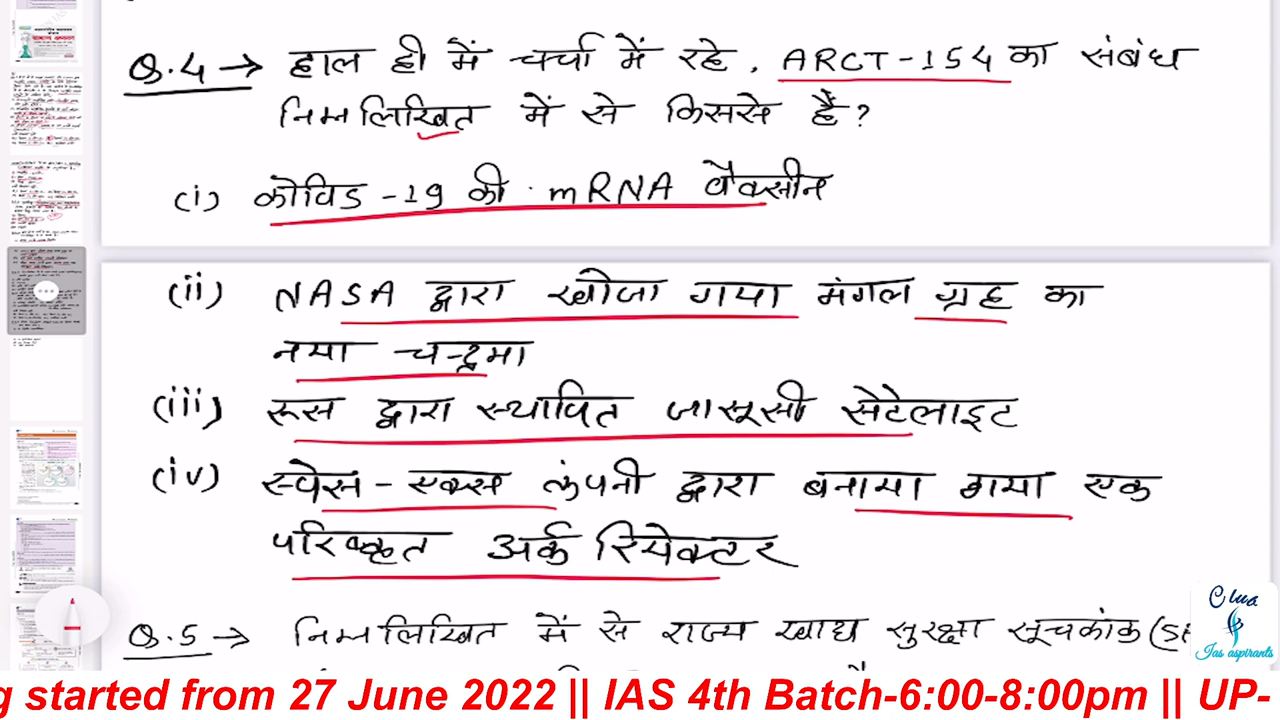 Q.4 → हाल ही में चर्चा में रहे, ARCT-154 का संबंध
निम्नलिखित में से किससे है?
(i) कोविड-19 की mRNA वैक्सीन
(ii) NASA द्वारा खोजा गया मंगल ग्रह का
नया चन्द्रमा
(iii) रूस द्वारा स्थापित जासूसी सेटेलाइट
(iv) स्पेस-एक्स कंपनी द्वारा बनाया गया एक
परिष्कृत अर्क रियेक्टर
Q.5 → निम्नलिखित में से राज्य खाद्य सुरक्षा सूचकांक
Clue
Ias aspirants
g started from 27 June 2022 || IAS 4th Batch-6:00-8:00pm || UP-